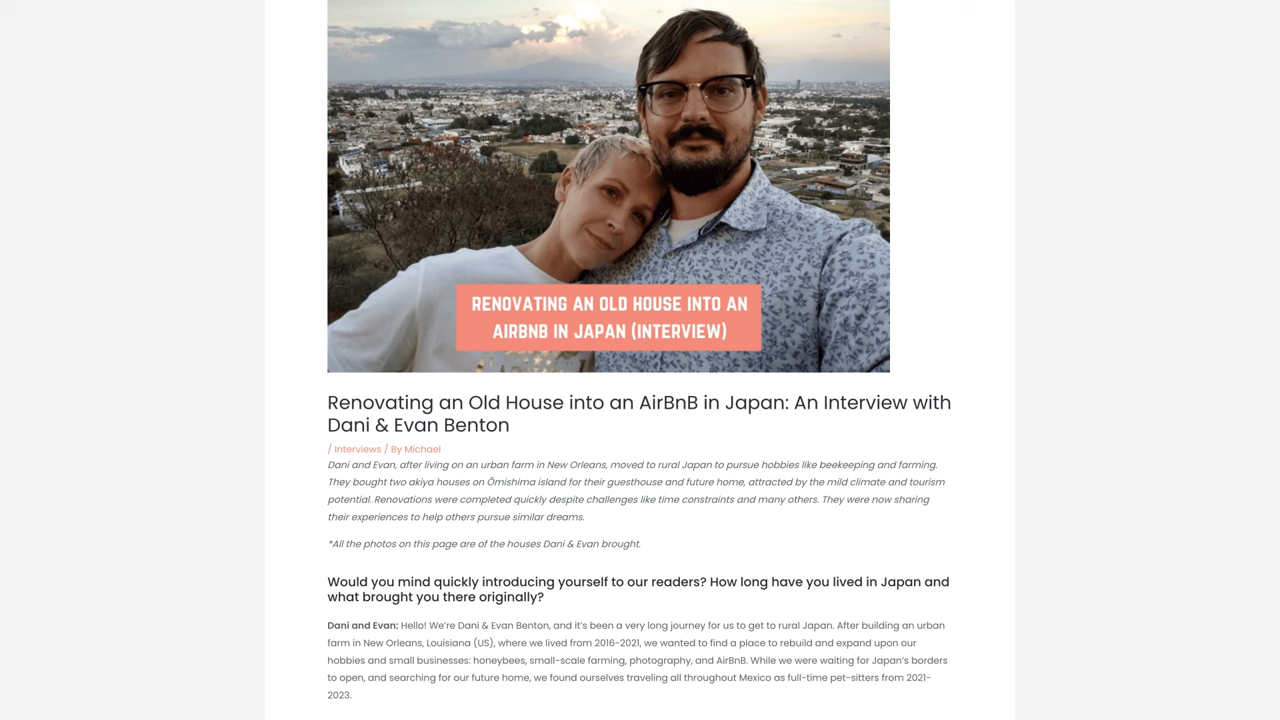 RENOVATING AN OLD HOUSE INTO AN
AIRBNB IN JAPAN (INTERVIEW)
Renovating an Old House into an AirBnB in Japan: An Interview with
Dani & Evan Benton
/ Interviews / By Michael
Dani and Evan, after living on an urban farm in New Orleans, moved to rural Japan to pursue hobbies like beekeeping and farming.
They bought two akiya houses on Ōmishima island for their guesthouse and future home, attracted by the mild climate and tourism
potential. Renovations were completed quickly despite challenges like time constraints and many others. They were now sharing
their experiences to help others pursue similar dreams.
*All the photos on this page are of the houses Dani & Evan brought.
Would you mind quickly introducing yourself to our readers? How long have you lived in Japan and
what brought you there originally?
Dani and Evan: Hello! We’re Dani & Evan Benton, and it’s been a very long journey for us to get to rural Japan. After building an urban
farm in New Orleans, Louisiana (US), where we lived from 2016-2021, we wanted to find a place to rebuild and expand upon our
hobbies and small businesses: honeybees, small-scale farming, photography, and AirBnB. While we were waiting for Japan’s borders
to open, and searching for our future home, we found ourselves traveling all throughout Mexico as full-time pet-sitters from 2021-
2023.